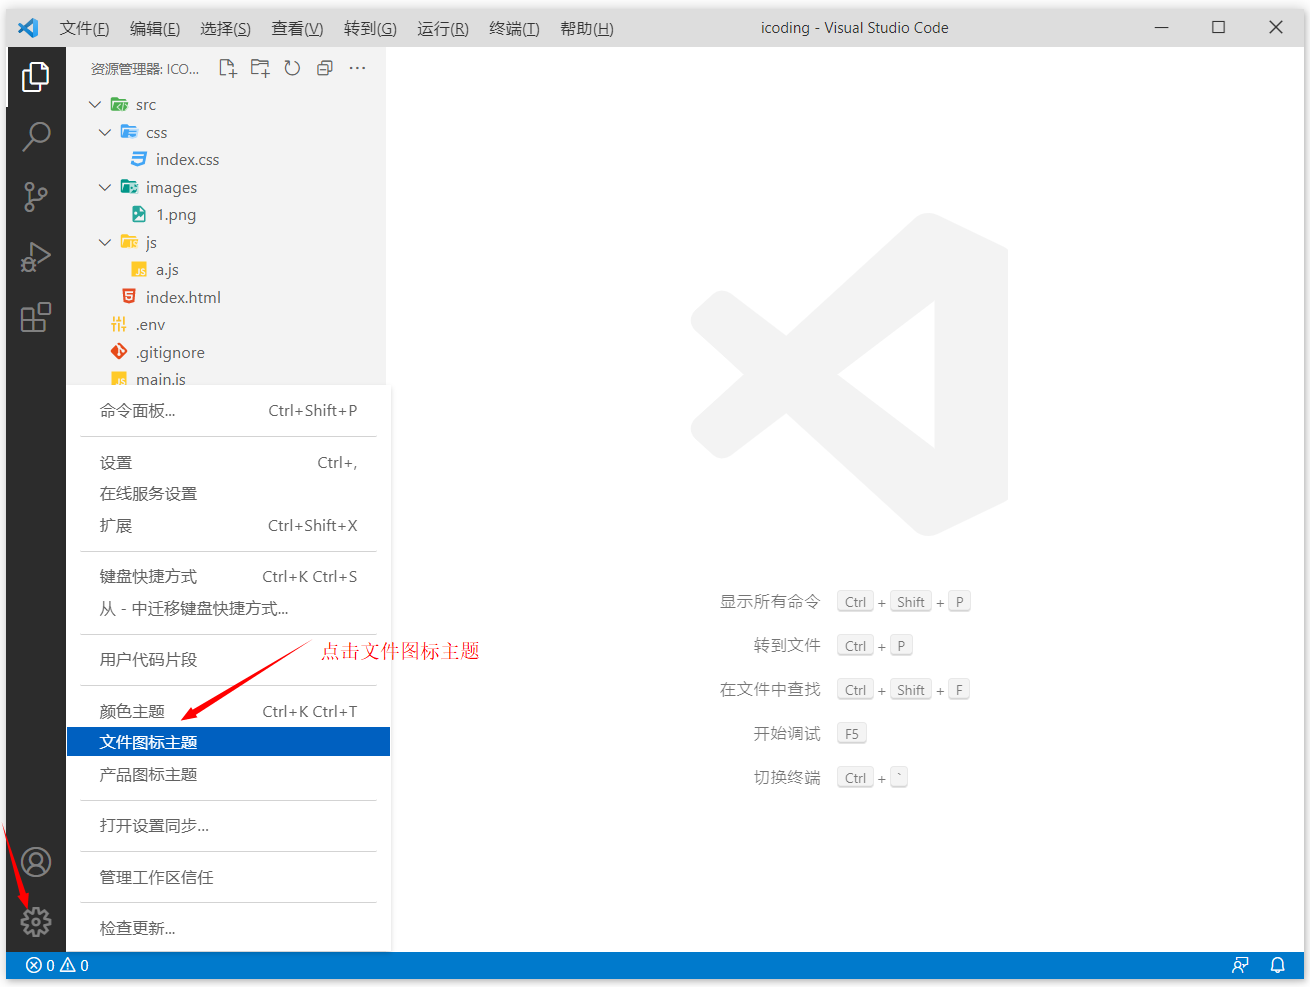 文件(F) 编辑(E) 选择(S) 查看(V) 转到(G) 运行(R) 终端(T) 帮助(H) icoding - Visual Studio Code
资源管理器: ICO...
src
css
index.css
images
1.png
js
JS a.js
index.html
.env
.gitignore
JS main.js
命令面板... Ctrl+Shift+P
设置 Ctrl+,
在线服务设置
扩展 Ctrl+Shift+X
键盘快捷方式 Ctrl+K Ctrl+S
从 - 中迁移键盘快捷方式...
用户代码片段
点击文件图标主题
颜色主题 Ctrl+K Ctrl+T
文件图标主题
产品图标主题
打开设置同步...
管理工作区信任
检查更新...
显示所有命令 Ctrl + Shift + P
转到文件 Ctrl + P
在文件中查找 Ctrl + Shift + F
开始调试 F5
切换终端 Ctrl + `
0 0